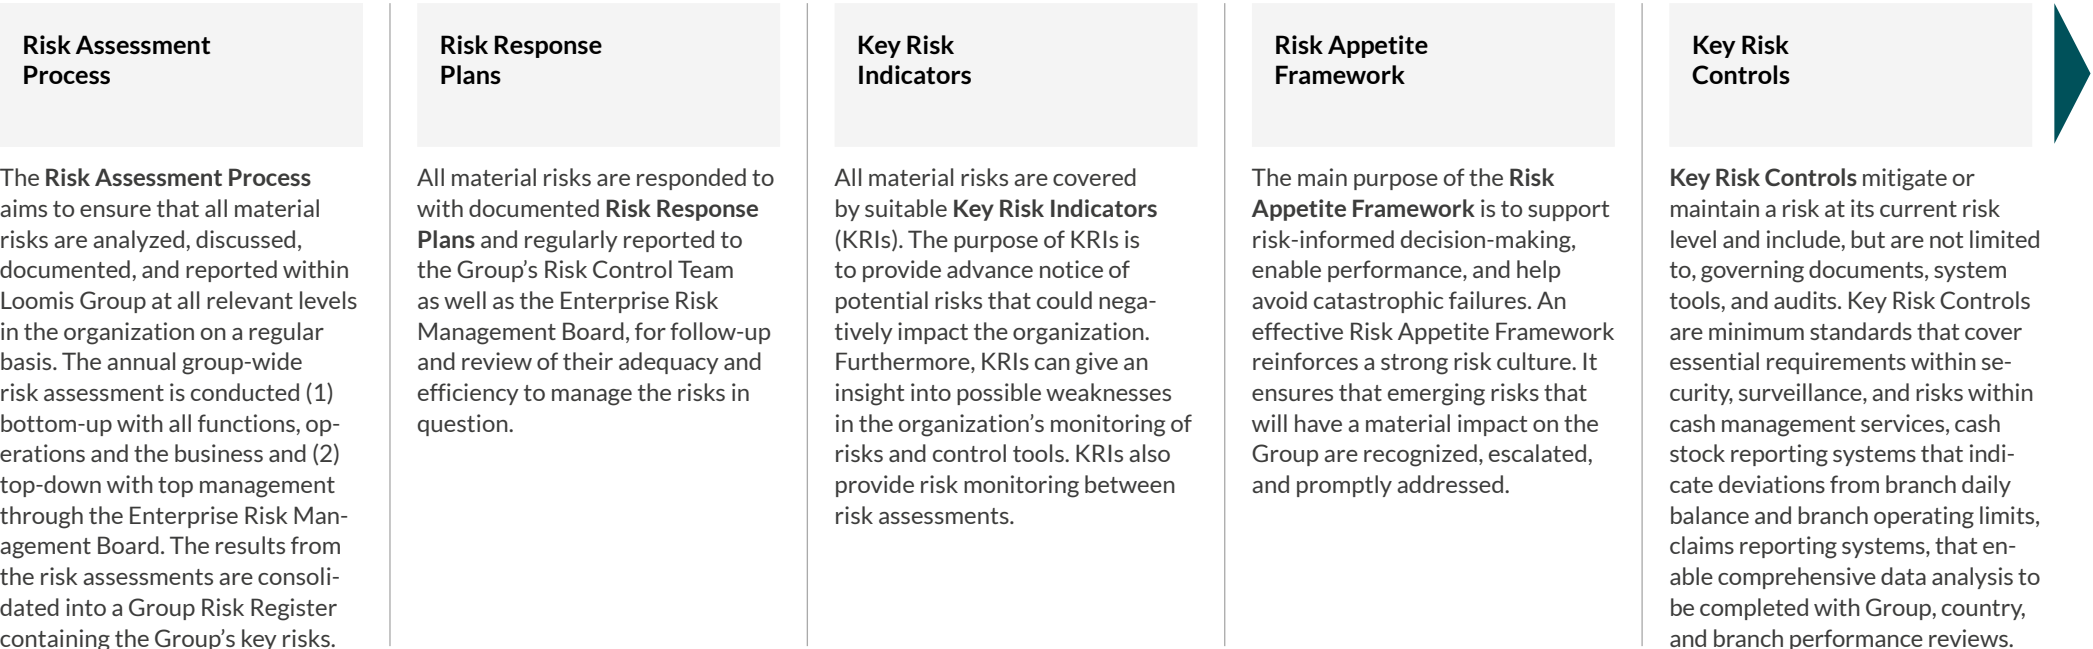 Risk Assessment
Process
The Risk Assessment Process
aims to ensure that all material
risks are analyzed, discussed,
documented, and reported within
Loomis Group at all relevant levels
in the organization on a regular
basis. The annual group-wide
risk assessment is conducted (1)
bottom-up with all functions, op-
erations and the business and (2)
top-down with top management
through the Enterprise Risk Man-
agement Board. The results from
the risk assessments are consoli-
dated into a Group Risk Register
containing the Group’s key risks.
Risk Response
Plans
All material risks are responded to
with documented Risk Response
Plans and regularly reported to
the Group’s Risk Control Team
as well as the Enterprise Risk
Management Board, for follow-up
and review of their adequacy and
efficiency to manage the risks in
question.
Key Risk
Indicators
All material risks are covered
by suitable Key Risk Indicators
(KRIs). The purpose of KRIs is
to provide advance notice of
potential risks that could nega-
tively impact the organization.
Furthermore, KRIs can give an
insight into possible weaknesses
in the organization’s monitoring of
risks and control tools. KRIs also
provide risk monitoring between
risk assessments.
Risk Appetite
Framework
The main purpose of the Risk
Appetite Framework is to support
risk-informed decision-making,
enable performance, and help
avoid catastrophic failures. An
effective Risk Appetite Framework
reinforces a strong risk culture. It
ensures that emerging risks that
will have a material impact on the
Group are recognized, escalated,
and promptly addressed.
Key Risk
Controls
Key Risk Controls mitigate or
maintain a risk at its current risk
level and include, but are not limited
to, governing documents, system
tools, and audits. Key Risk Controls
are minimum standards that cover
essential requirements within se-
curity, surveillance, and risks within
cash management services, cash
stock reporting systems that indi-
cate deviations from branch daily
balance and branch operating limits,
claims reporting systems, that en-
able comprehensive data analysis to
be completed with Group, country,
and branch performance reviews.